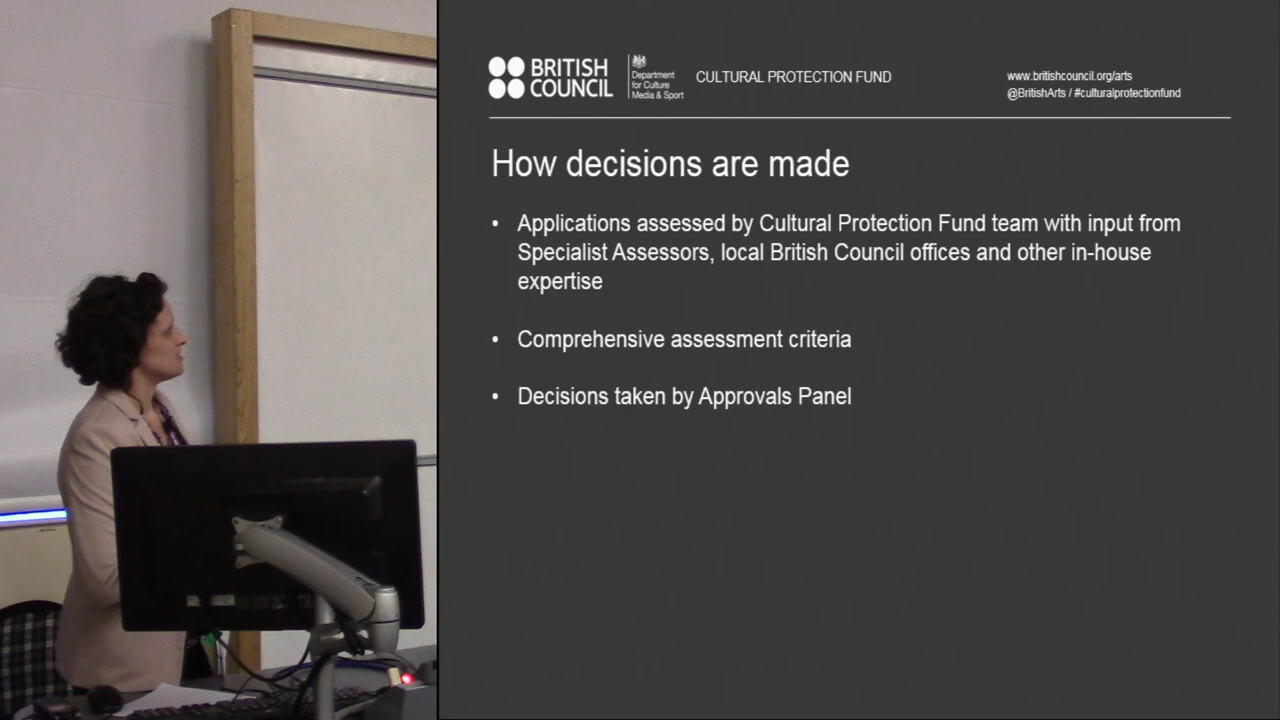 BRITISH
COUNCIL
Department
for Culture
Media & Sport
CULTURAL PROTECTION FUND
www.britishcouncil.org/arts
@BritishArts / #culturalprotectionfund
How decisions are made
• Applications assessed by Cultural Protection Fund team with input from
Specialist Assessors, local British Council offices and other in-house
expertise
• Comprehensive assessment criteria
• Decisions taken by Approvals Panel